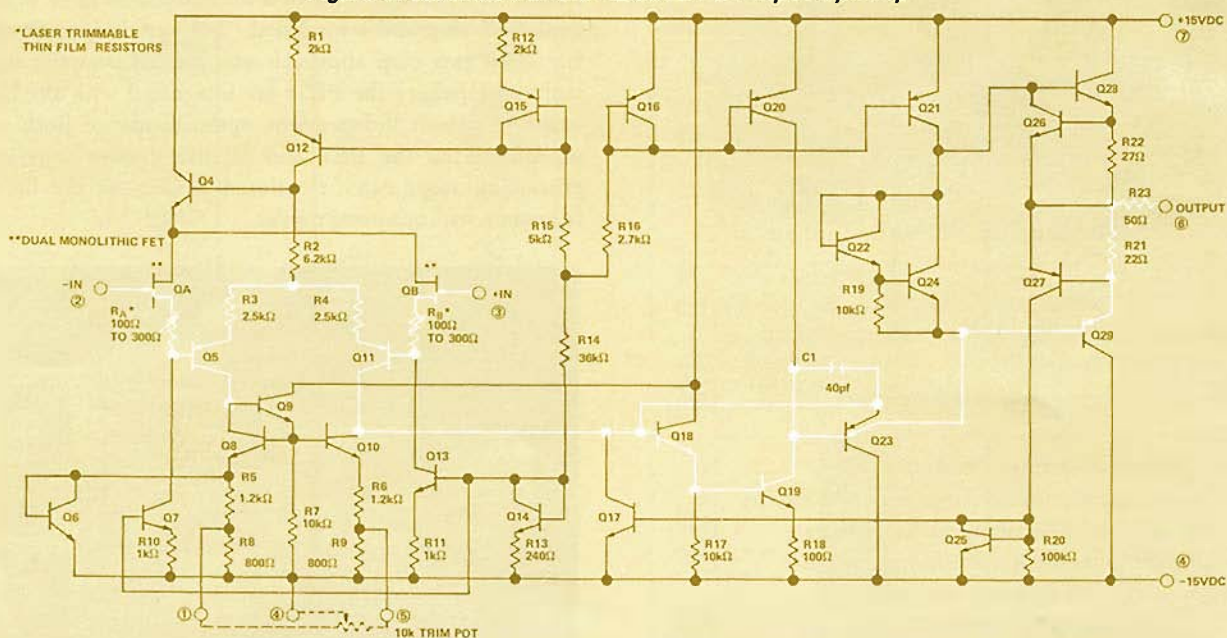 *LASER TRIMMABLE
THIN FILM RESISTORS
R1
2kΩ
R12
2kΩ
+15VDC
⑦
Q15
Q16
Q20
Q21
Q28
Q26
Q12
R22
27Ω
Q4
R23
50Ω
OUTPUT
⑥
**DUAL MONOLITHIC FET
R2
6.2kΩ
R15
5kΩ
R16
2.7kΩ
Q22
R21
22Ω
**
**
-IN
②
QA
QB
+IN
③
R19
10kΩ
Q24
Q27
RA*
100Ω
TO 300Ω
R3
2.5kΩ
R4
2.5kΩ
RB*
100Ω
TO 300Ω
Q5
Q11
R14
36kΩ
Q29
C1
40pf
Q9
Q8
Q10
Q18
Q23
Q13
R5
1.2kΩ
R6
1.2kΩ
Q19
Q6
Q7
R7
10kΩ
Q14
Q17
Q25
R10
1kΩ
R8
800Ω
R9
800Ω
R11
1kΩ
R13
240Ω
R17
10kΩ
R18
100Ω
R20
100kΩ
④
-15VDC
①
④
⑤
10k TRIM POT